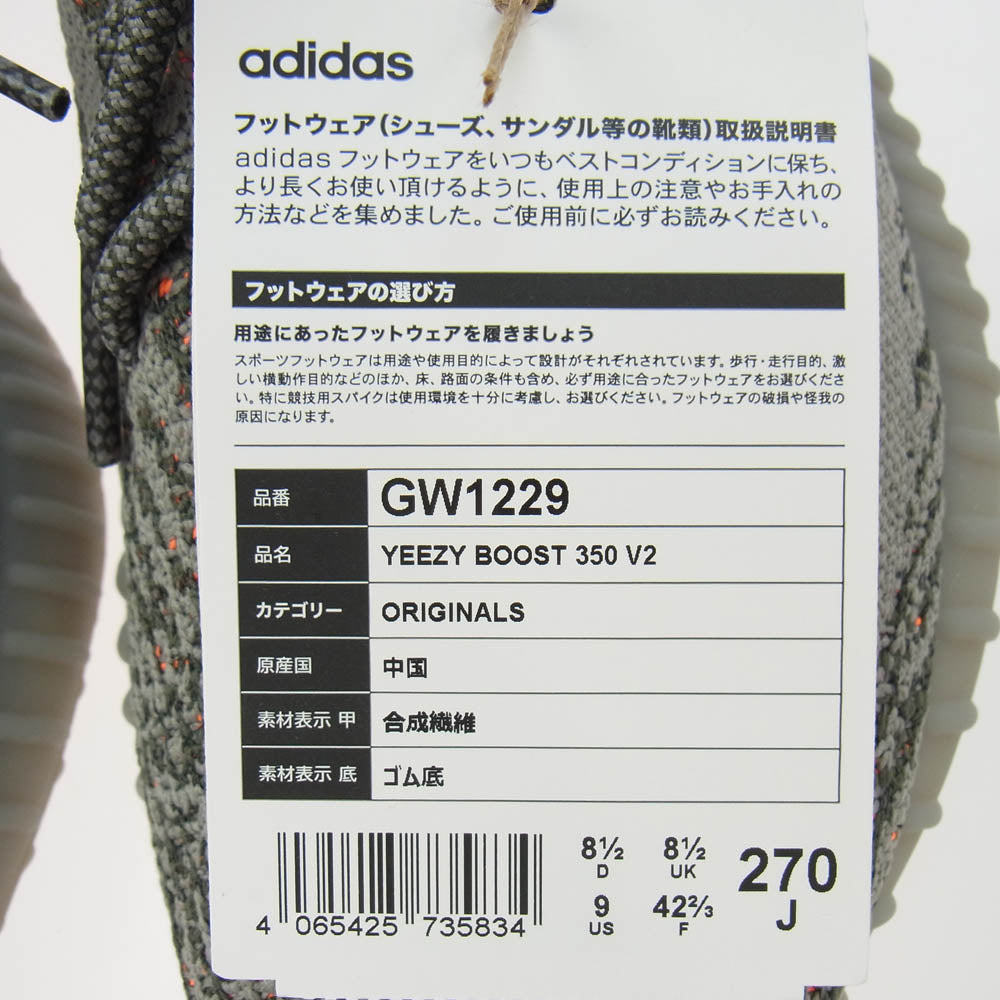 adidas
フットウェア(シューズ、サンダル等の靴類)取扱説明書
adidas フットウェアをいつもベストコンディションに保ち、
より長くお使い頂けるように、使用上の注意やお手入れの
方法などを集めました。ご使用前に必ずお読みください。
フットウェアの選び方
用途にあったフットウェアを履きましょう
スポーツフットウェアは用途や使用目的によって設計がそれぞれされています。歩行・走行目的、激
しい横動作目的などのほか、床、路面の条件も含め、必ず用途に合ったフットウェアをお選びくださ
い。特に競技用スパイクは使用環境を十分に考慮し、お選びください。フットウェアの破損や怪我の
原因になります。
品番 GW1229
品名 YEEZY BOOST 350 V2
カテゴリー ORIGINALS
原産国 中国
素材表示 甲 合成繊維
素材表示 底 ゴム底
8½ 8½ 270
D UK J
9 42⅔
US F
4 065425 735834